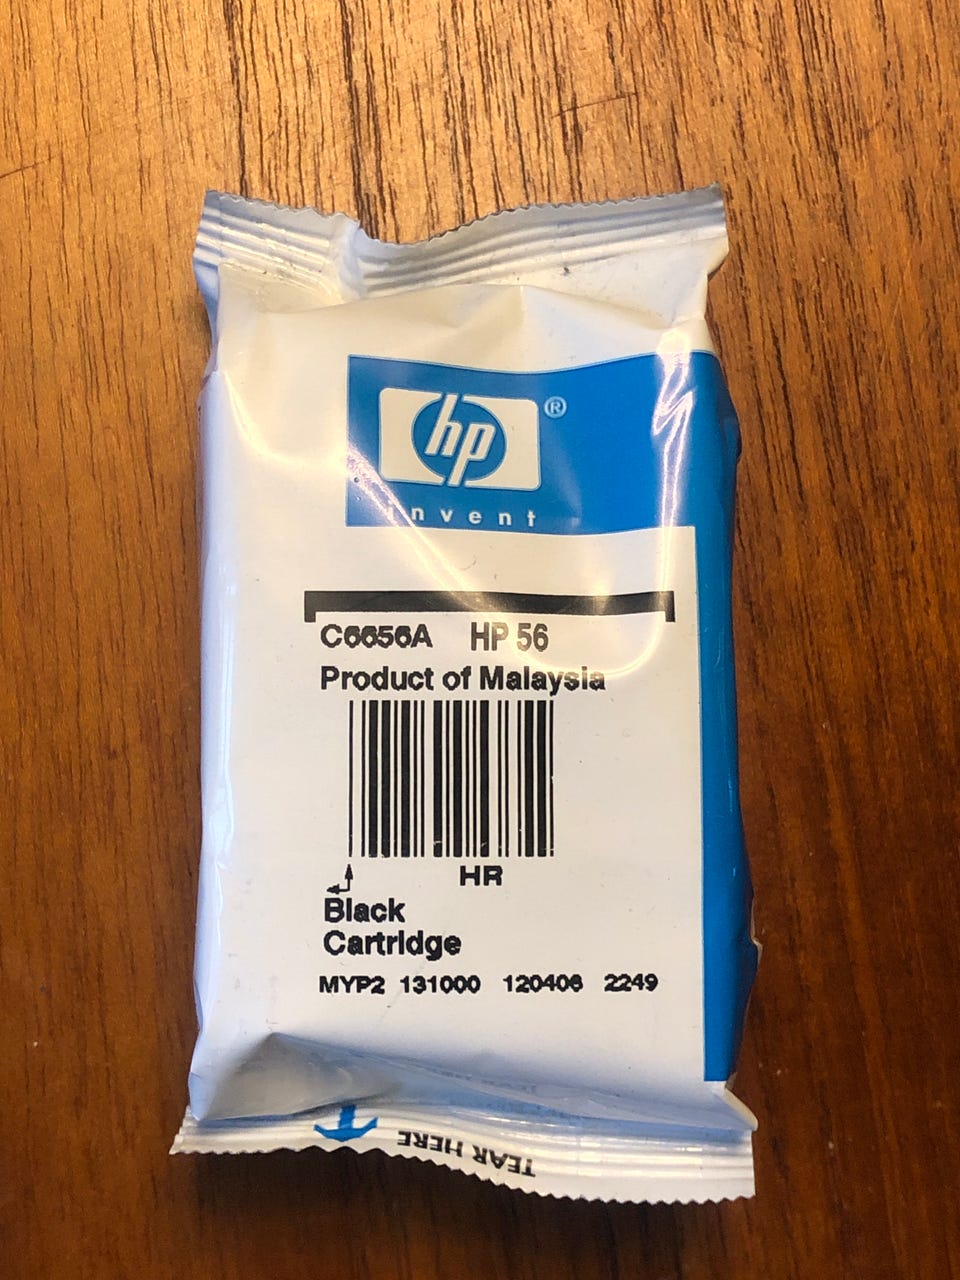 hp ®
invent
C6656A HP 56
Product of Malaysia
HR
Black
Cartridge
MYP2 131000 120406 2249
TEAR HERE